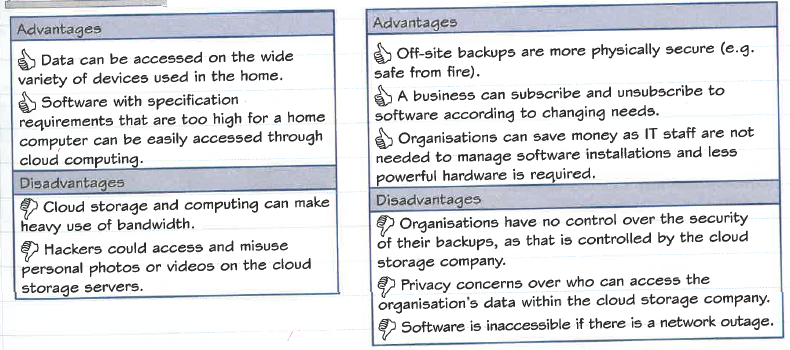 Advantages
Data can be accessed on the wide
variety of devices used in the home.
Software with specification
requirements that are too high for a home
computer can be easily accessed through
cloud computing.
Disadvantages
Cloud storage and computing can make
heavy use of bandwidth.
Hackers could access and misuse
personal photos or videos on the cloud
storage servers.
Advantages
Off-site backups are more physically secure (e.g.
safe from fire).
A business can subscribe and unsubscribe to
software according to changing needs.
Organisations can save money as IT staff are not
needed to manage software installations and less
powerful hardware is required.
Disadvantages
Organisations have no control over the security
of their backups, as that is controlled by the cloud
storage company.
Privacy concerns over who can access the
organisation's data within the cloud storage company.
Software is inaccessible if there is a network outage.